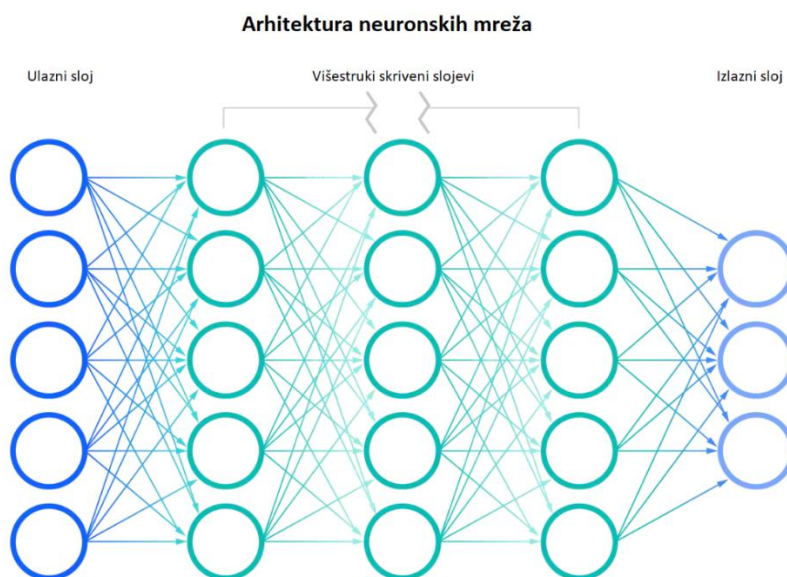 Arhitektura neuronskih mreža
Ulazni sloj
Višestruki skriveni slojevi
Izlazni sloj